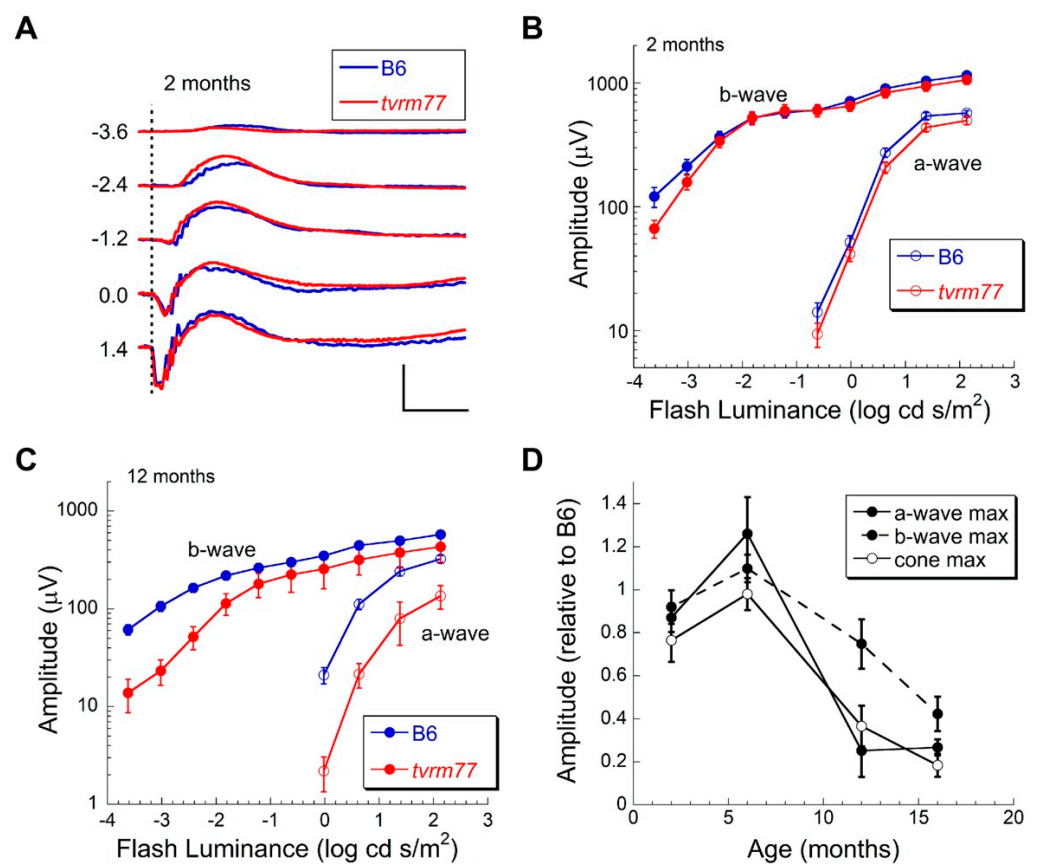 A
B6
tvrm77
2 months
-3.6
-2.4
-1.2
0.0
1.4
B
2 months
1000
100
10
b-wave
a-wave
B6
tvrm77
Amplitude (μV)
-4 -3 -2 -1 0 1 2 3
Flash Luminance (log cd s/m²)
C
12 months
1000
100
10
1
b-wave
a-wave
B6
tvrm77
Amplitude (μV)
-4 -3 -2 -1 0 1 2 3
Flash Luminance (log cd s/m²)
D
1.4
1.2
1
0.8
0.6
0.4
0.2
0
a-wave max
b-wave max
cone max
Amplitude (relative to B6)
0 5 10 15 20
Age (months)